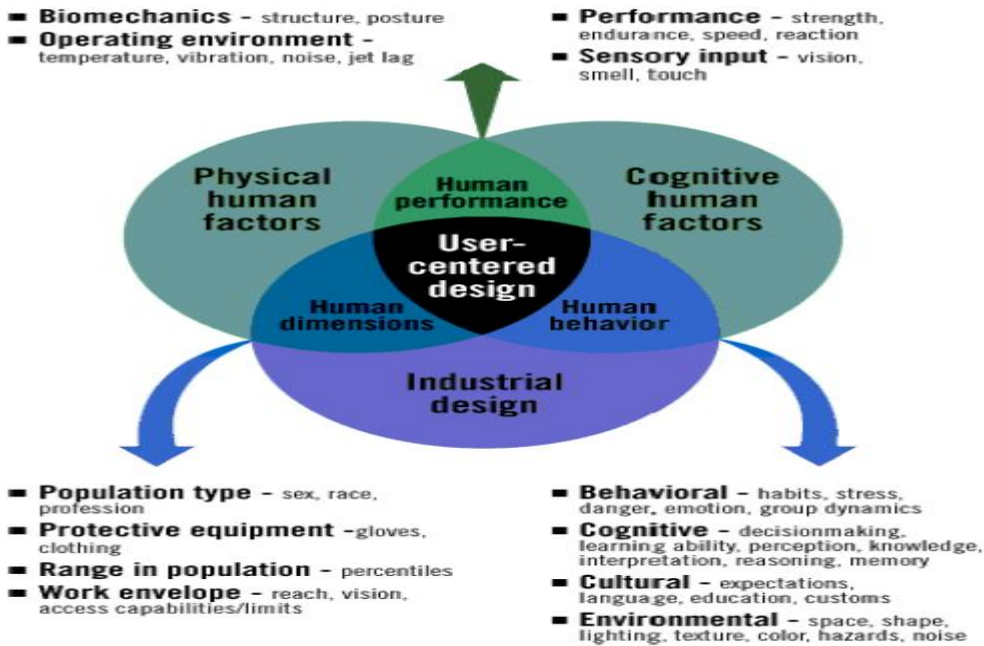 ▬ Biomechanics – structure, posture
▬ Operating environment –
temperature, vibration, noise, jet lag
▬ Performance – strength,
endurance, speed, reaction
▬ Sensory input – vision,
smell, touch
Physical
human
factors
Human
performance
Cognitive
human
factors
User-
centered
design
Human
dimensions
Human
behavior
Industrial
design
▬ Population type – sex, race,
profession
▬ Protective equipment –gloves,
clothing
▬ Range in population – percentiles
▬ Work envelope – reach, vision,
access capabilities/limits
▬ Behavioral – habits, stress,
danger, emotion, group dynamics
▬ Cognitive – decisionmaking,
learning ability, perception, knowledge,
interpretation, reasoning, memory
▬ Cultural – expectations,
language, education, customs
▬ Environmental – space, shape,
lighting, texture, color, hazards, noise